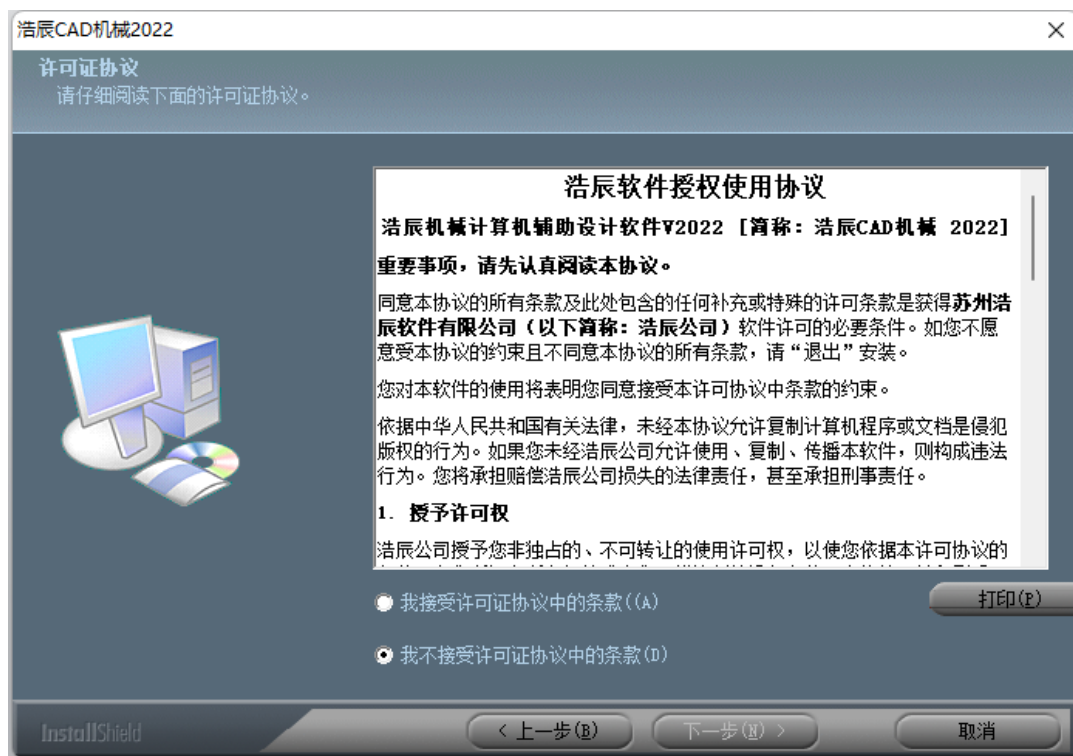 浩辰CAD机械2022
许可证协议
请仔细阅读下面的许可证协议。
浩辰软件授权使用协议
浩辰机械计算机辅助设计软件V2022 [简称：浩辰CAD机械 2022]
重要事项，请先认真阅读本协议。
同意本协议的所有条款及此处包含的任何补充或特殊的许可条款是获得苏州浩
辰软件有限公司（以下简称：浩辰公司）软件许可的必要条件。如您不愿
意受本协议的约束且不同意本协议的所有条款，请“退出”安装。
您对本软件的使用将表明您同意接受本许可协议中条款的约束。
依据中华人民共和国有关法律，未经本协议允许复制计算机程序或文档是侵犯
版权的行为。如果您未经浩辰公司允许使用、复制、传播本软件，则构成违法
行为。您将承担赔偿浩辰公司损失的法律责任，甚至承担刑事责任。
1. 授予许可权
浩辰公司授予您非独占的、不可转让的使用许可权，以使您依据本许可协议的
我接受许可证协议中的条款((A)
打印(P)
我不接受许可证协议中的条款(D)
InstallShield
< 上一步(B)
下一步(N) >
取消